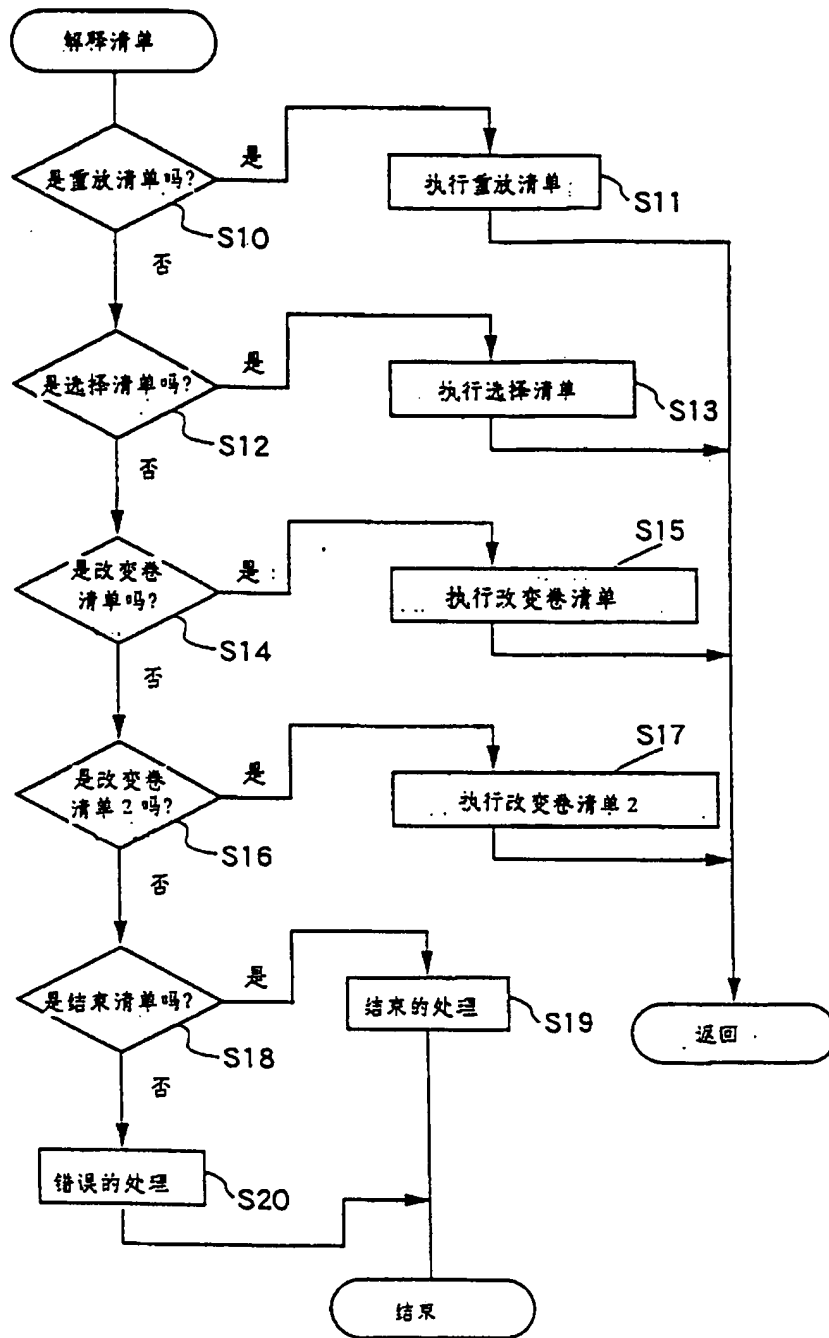 解释清单
是重放清单吗?
是
S10
执行重放清单
S11
否
是选择清单吗?
是
S12
执行选择清单
S13
否
是改变卷
清单吗?
是
S14
S15
执行改变卷清单
否
是改变卷
清单2吗?
是
S16
S17
执行改变卷清单2
否
是结束清单吗?
是
S18
结束的处理
S19
返回
否
错误的处理
S20
结束